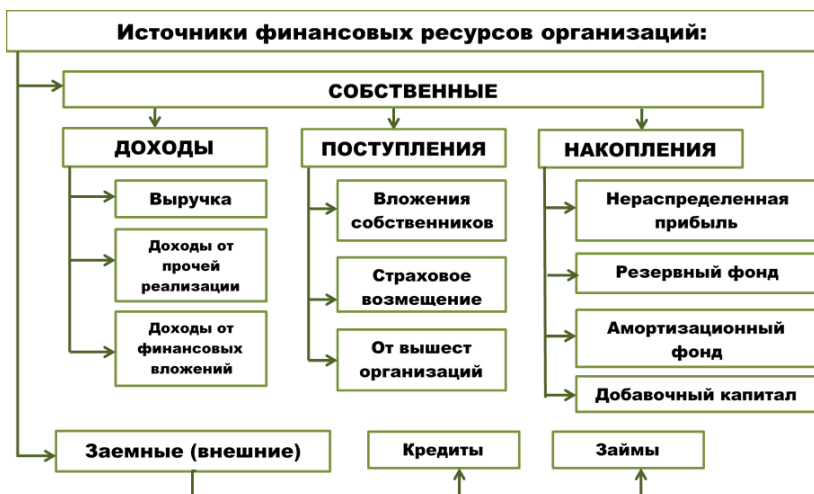 Источники финансовых ресурсов организаций:
СОБСТВЕННЫЕ
ДОХОДЫ
Выручка
Доходы от
прочей
реализации
Доходы от
финансовых
вложений
ПОСТУПЛЕНИЯ
Вложения
собственников
Страховое
возмещение
От вышест
организаций
НАКОПЛЕНИЯ
Нераспределенная
прибыль
Резервный фонд
Амортизационный
фонд
Добавочный капитал
Заемные (внешние)
Кредиты
Займы